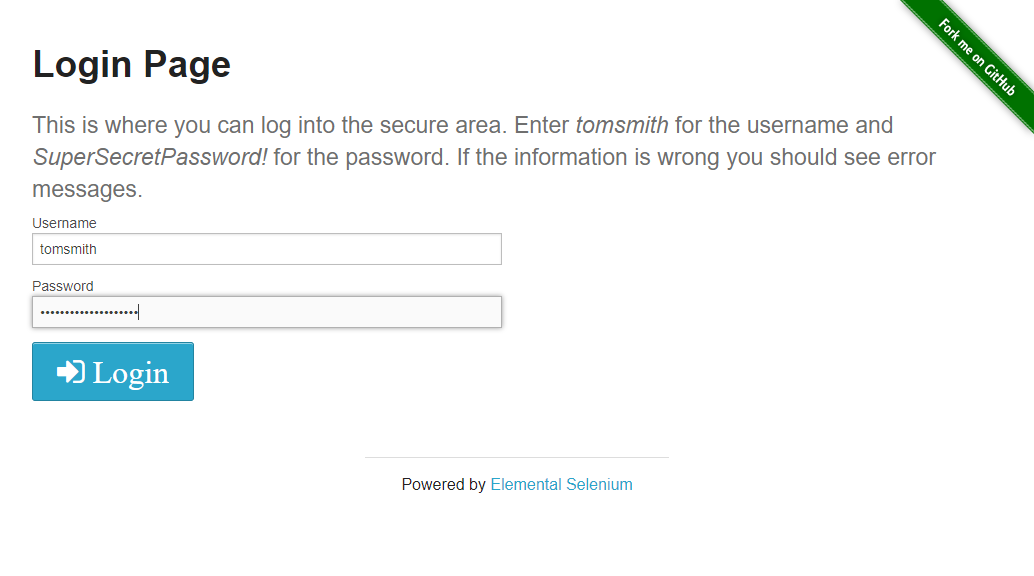 Fork me on GitHub
Login Page
This is where you can log into the secure area. Enter tomsmith for the username and
SuperSecretPassword! for the password. If the information is wrong you should see error
messages.
Username
tomsmith
Password
••••••••••••••••••••
Login
Powered by Elemental Selenium